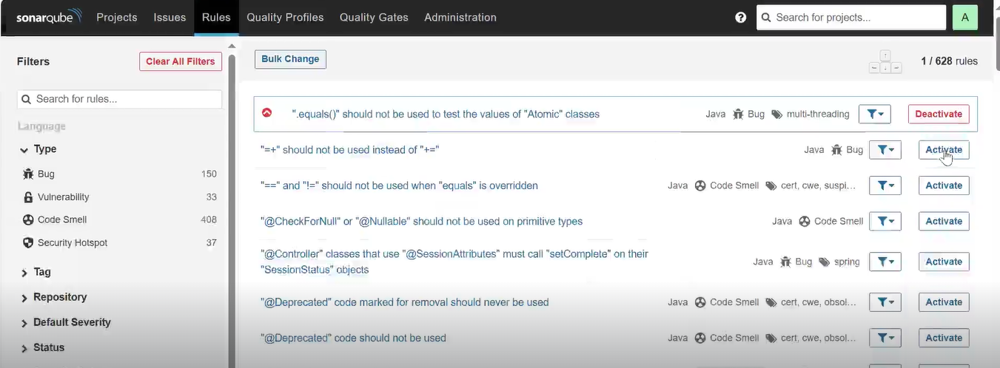 sonarqube Projects Issues Rules Quality Profiles Quality Gates Administration ? Search for projects... A
Filters Clear All Filters
Search for rules...
Language
Type
Bug 150
Vulnerability 33
Code Smell 408
Security Hotspot 37
Tag
Repository
Default Severity
Status
Bulk Change 1 / 628 rules
".equals()" should not be used to test the values of "Atomic" classes Java Bug multi-threading Deactivate
"=+" should not be used instead of "+=" Java Bug Activate
"==" and "!=" should not be used when "equals" is overridden Java Code Smell cert, cwe, suspi... Activate
"@CheckForNull" or "@Nullable" should not be used on primitive types Java Code Smell Activate
"@Controller" classes that use "@SessionAttributes" must call "setComplete" on their
"SessionStatus" objects Java Bug spring Activate
"@Deprecated" code marked for removal should never be used Java Code Smell cert, cwe, obsol... Activate
"@Deprecated" code should not be used Java Code Smell cert, cwe, obsol... Activate